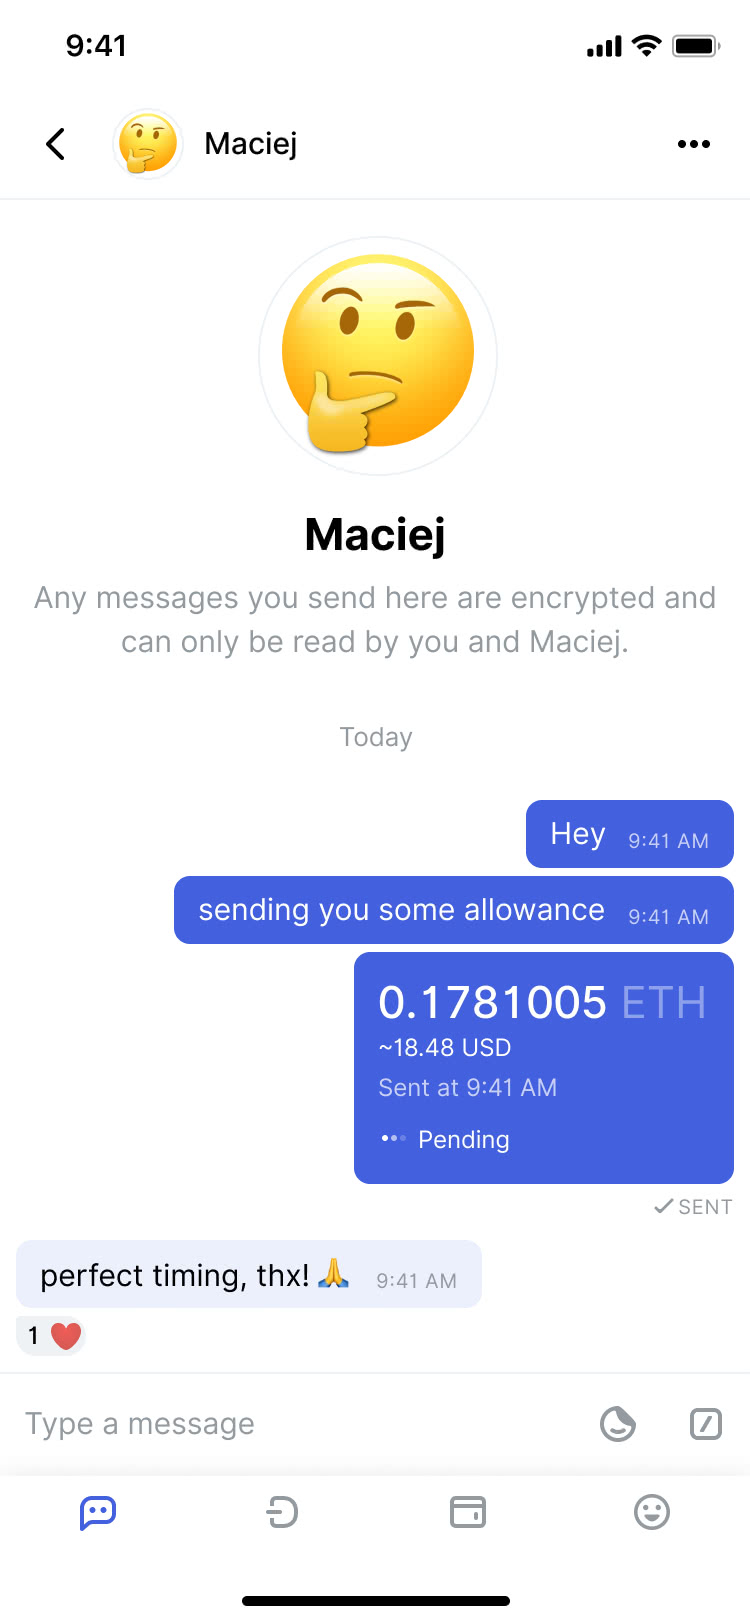 9:41
Maciej
Maciej
Any messages you send here are encrypted and
can only be read by you and Maciej.
Today
Hey 9:41 AM
sending you some allowance 9:41 AM
0.1781005 ETH
~18.48 USD
Sent at 9:41 AM
Pending
SENT
perfect timing, thx!🙏 9:41 AM
1 ❤️
Type a message